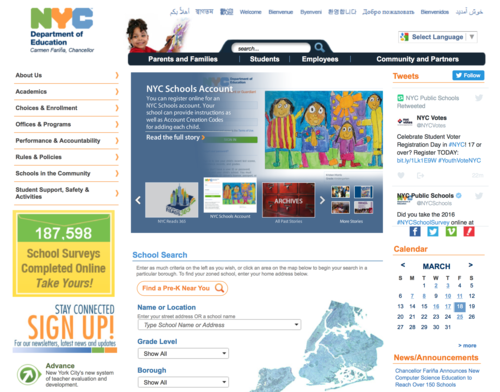 NYC
Department of
Education
Carmen Fariña, Chancellor
Welcome
Bienvenue
Byenveni
환영합니다
欢迎
Bienvenidos
search...
Select Language
Parents and Families
Students
Employees
Community and Partners
About Us
Academics
Choices & Enrollment
Offices & Programs
Performance & Accountability
Rules & Policies
Schools in the Community
Student Support, Safety &
Activities
187,598
School Surveys
Completed Online
Take Yours!
STAY CONNECTED
SIGN UP!
For our newsletters, latest news and updates
Advance
New York City's new system
of teacher evaluation and
development.
NYC Schools Account
You can register online for an
NYC Schools account. Your
school can provide instructions as
well as Account Creation Codes
for adding each child.
Read the full story >
NYC Reads 365
NYC Schools Account
ARCHIVES
All Past Stories
More Stories
School Search
Enter as much criteria on the left as you wish, or click an area on the map below to begin your search in a
particular borough. To find your zoned school, enter your home address below.
Find a Pre-K Near You
Name or Location
Enter your street address OR a school name
Type School Name or Address
Grade Level
Show All
Borough
Show All
Tweets
Follow
NYC Public Schools
Retweeted
NYC Votes
@NYCVotes
Celebrate Student Voter
Registration Day in #NYC! 17 or
over? Register TODAY:
bit.ly/1Lk1E9W #YouthVoteNYC
NYC Public Schools
@NYCSchools
Did you take the 2016
#NYCSchoolSurvey online at
Calendar
MARCH
S M T W T F S
1 2 3 4 5
6 7 8 9 10 11 12
13 14 15 16 17 18 19
20 21 22 23 24 25 26
27 28 29 30 31
> more
News/Announcements
Chancellor Fariña Announces New
Computer Science Education to
Reach Over 150 Schools